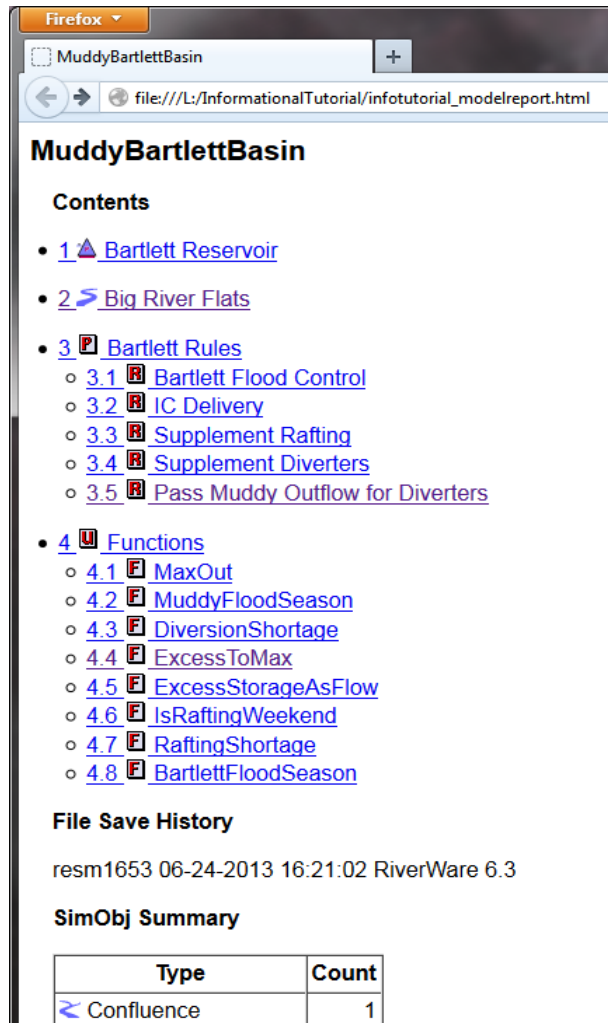 Firefox
MuddyBartlettBasin
+
file:///L:/InformationalTutorial/infotutorial_modelreport.html
MuddyBartlettBasin
Contents
1 Bartlett Reservoir
2 Big River Flats
3 P Bartlett Rules
3.1 R Bartlett Flood Control
3.2 R IC Delivery
3.3 R Supplement Rafting
3.4 R Supplement Diverters
3.5 R Pass Muddy Outflow for Diverters
4 U Functions
4.1 F MaxOut
4.2 F MuddyFloodSeason
4.3 F DiversionShortage
4.4 F ExcessToMax
4.5 F ExcessStorageAsFlow
4.6 F IsRaftingWeekend
4.7 F RaftingShortage
4.8 F BartlettFloodSeason
File Save History
resm1653 06-24-2013 16:21:02 RiverWare 6.3
SimObj Summary
Type Count
Confluence 1